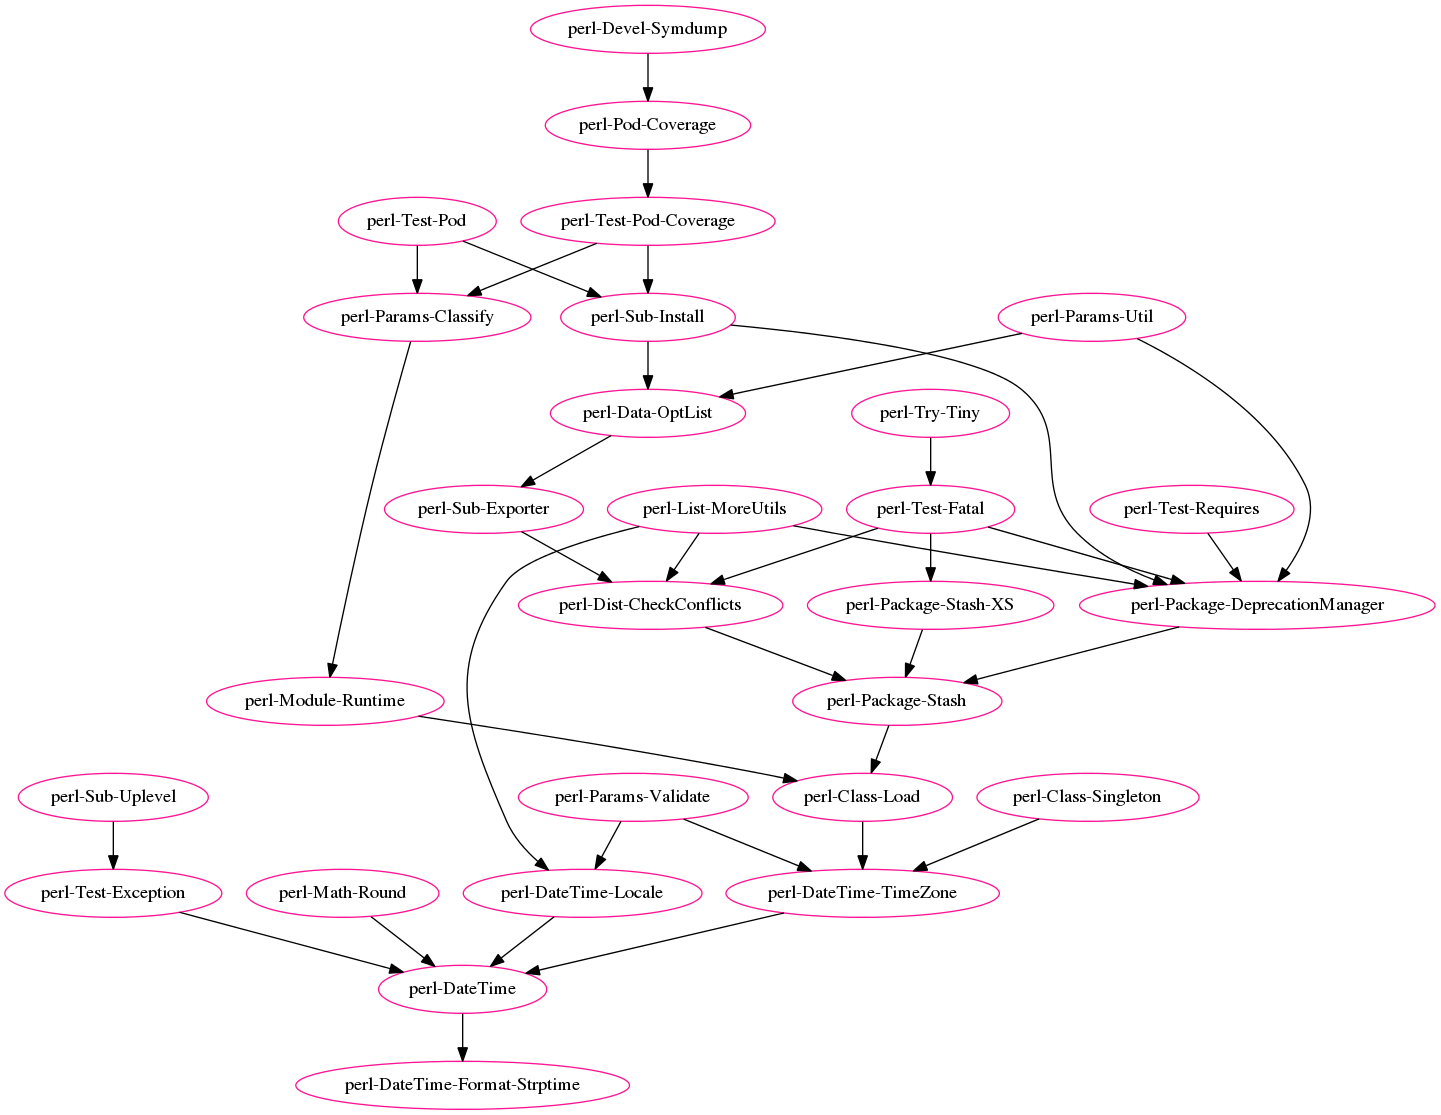 perl-Devel-Symdump
perl-Pod-Coverage
perl-Test-Pod
perl-Test-Pod-Coverage
perl-Params-Classify
perl-Sub-Install
perl-Params-Util
perl-Data-OptList
perl-Try-Tiny
perl-Sub-Exporter
perl-List-MoreUtils
perl-Test-Fatal
perl-Test-Requires
perl-Dist-CheckConflicts
perl-Package-Stash-XS
perl-Package-DeprecationManager
perl-Module-Runtime
perl-Package-Stash
perl-Sub-Uplevel
perl-Params-Validate
perl-Class-Load
perl-Class-Singleton
perl-Test-Exception
perl-Math-Round
perl-DateTime-Locale
perl-DateTime-TimeZone
perl-DateTime
perl-DateTime-Format-Strptime